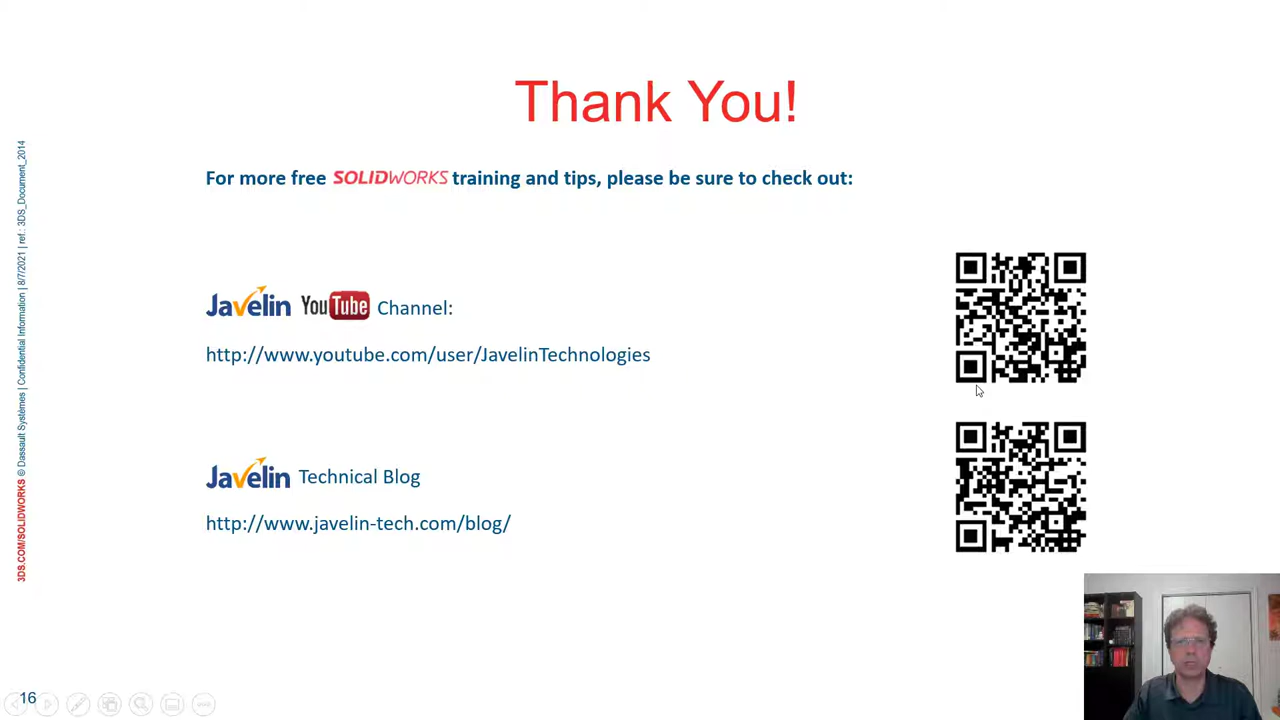 Thank You!
For more free SOLIDWORKS training and tips, please be sure to check out:
Javelin YouTube Channel:
http://www.youtube.com/user/JavelinTechnologies
Javelin Technical Blog
http://www.javelin-tech.com/blog/
3DS.COM/SOLIDWORKS © Dassault Systèmes | Confidential Information | 8/7/2021 | ref.: 3DS_Document_2014
16